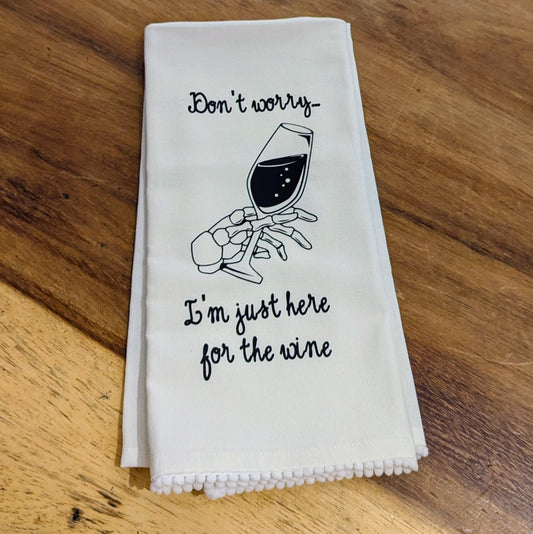 Don't worry-
I'm just here
for the wine